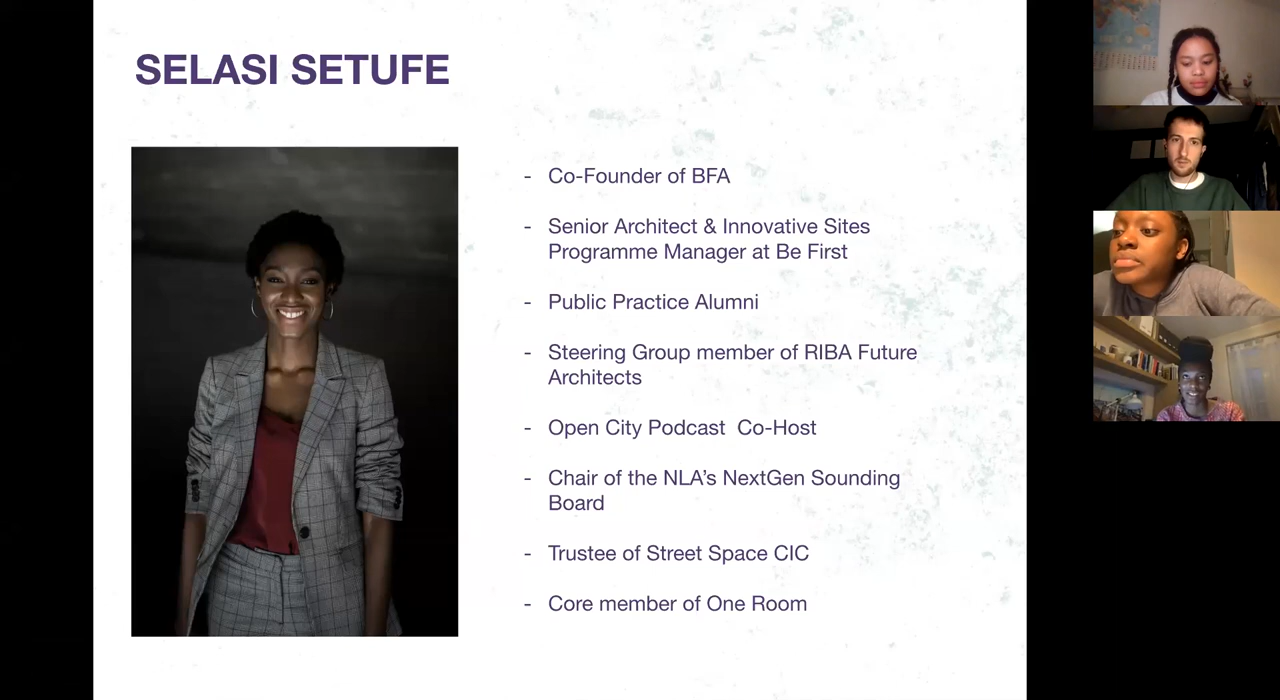 SELASI SETUFE
- Co-Founder of BFA
- Senior Architect & Innovative Sites
Programme Manager at Be First
- Public Practice Alumni
- Steering Group member of RIBA Future
Architects
- Open City Podcast  Co-Host
- Chair of the NLA’s NextGen Sounding
Board
- Trustee of Street Space CIC
- Core member of One Room